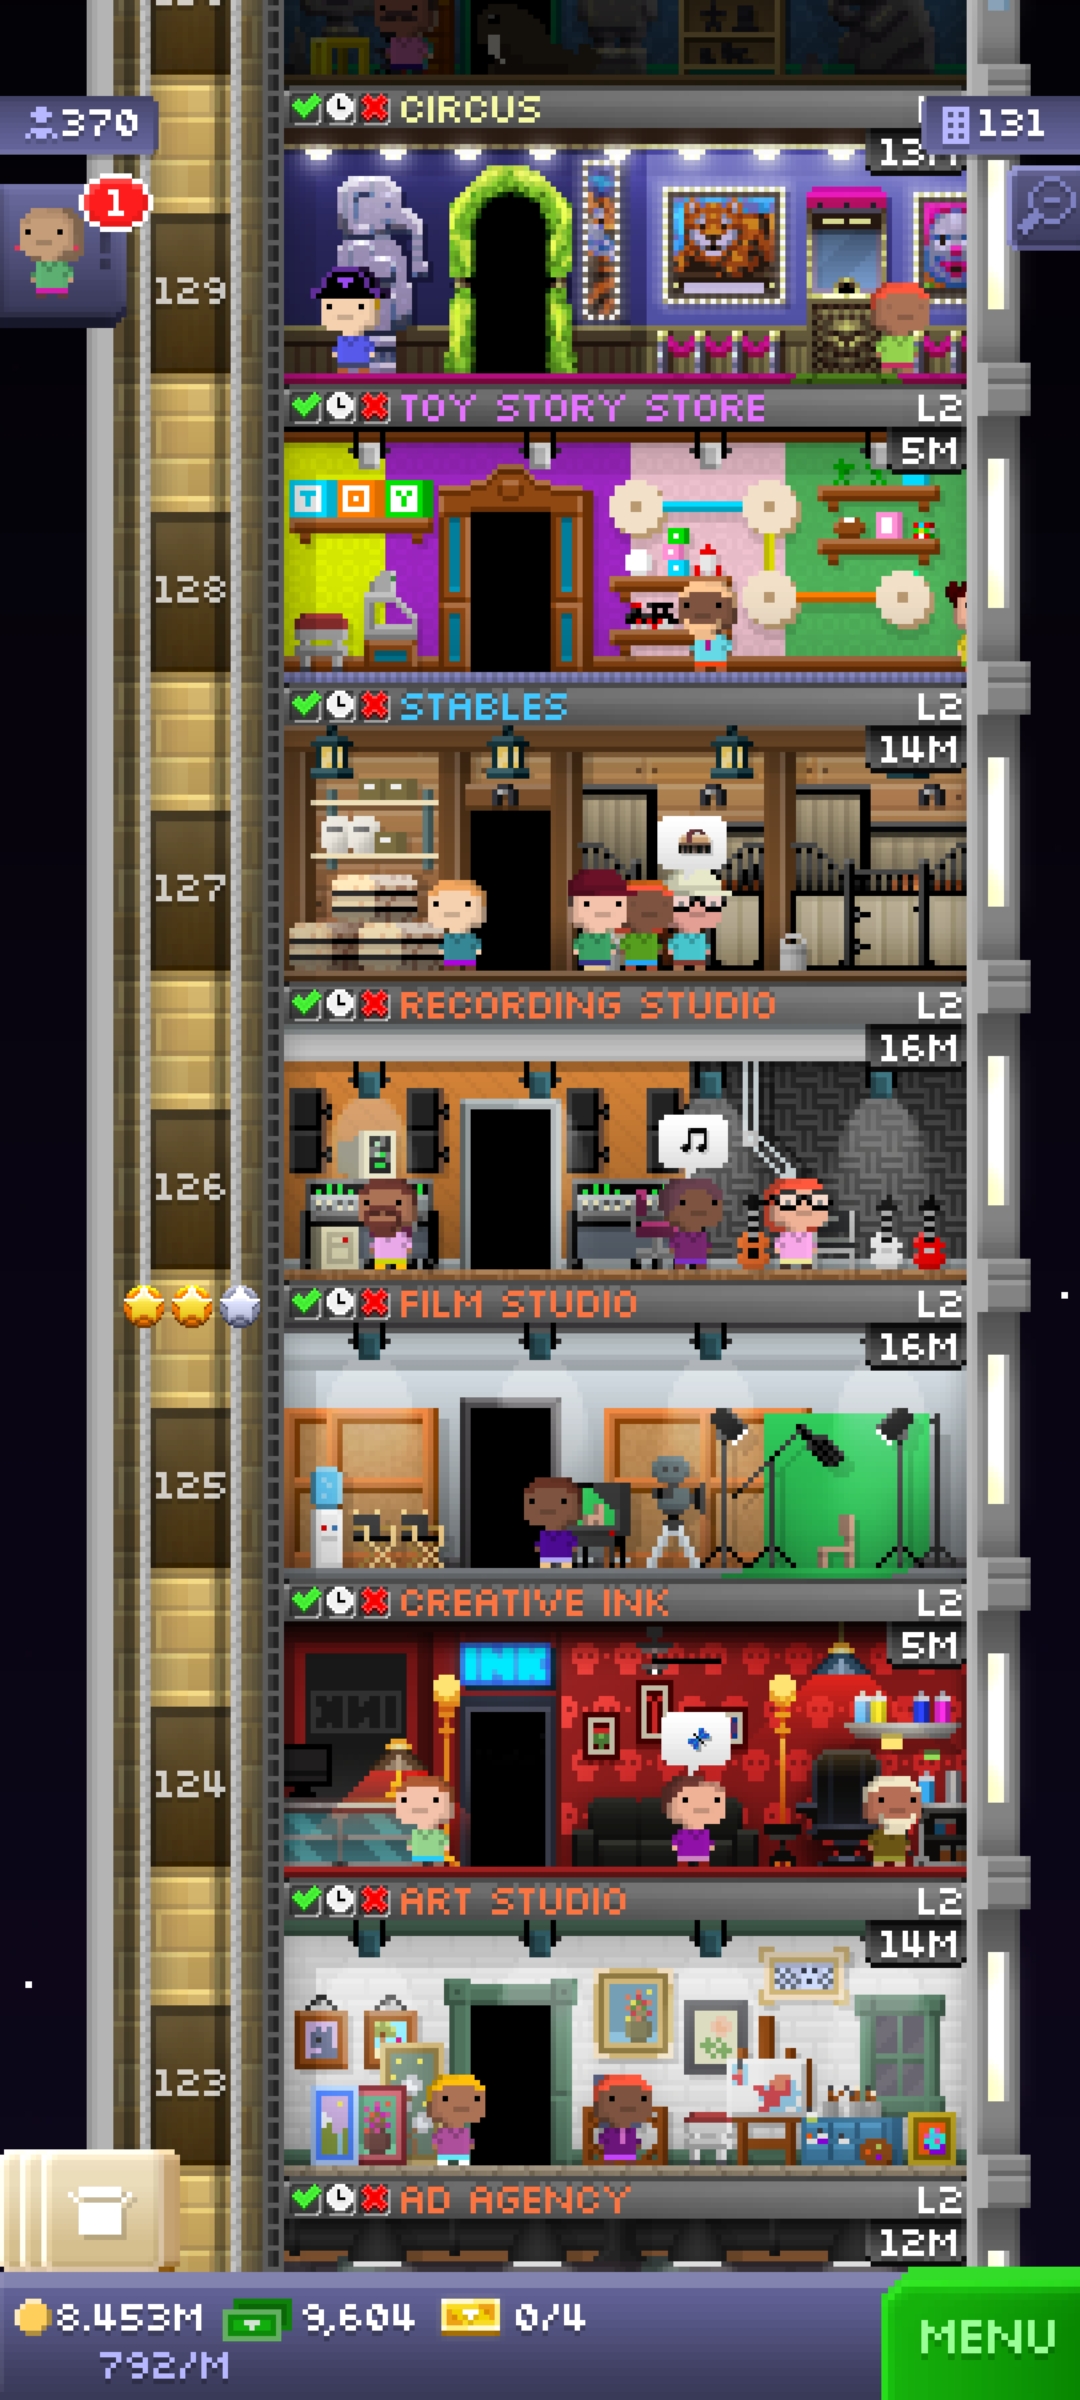 CIRCUS
370
131
1
129
TOY STORY STORE L2
5M
TOY
128
STABLES L2
14M
127
RECORDING STUDIO L2
16M
126
FILM STUDIO L2
16M
125
CREATIVE INK L2
5M
INK
124
ART STUDIO L2
14M
123
AD AGENCY L2
12M
8.453M 9,604 0/4
792/M
MENU